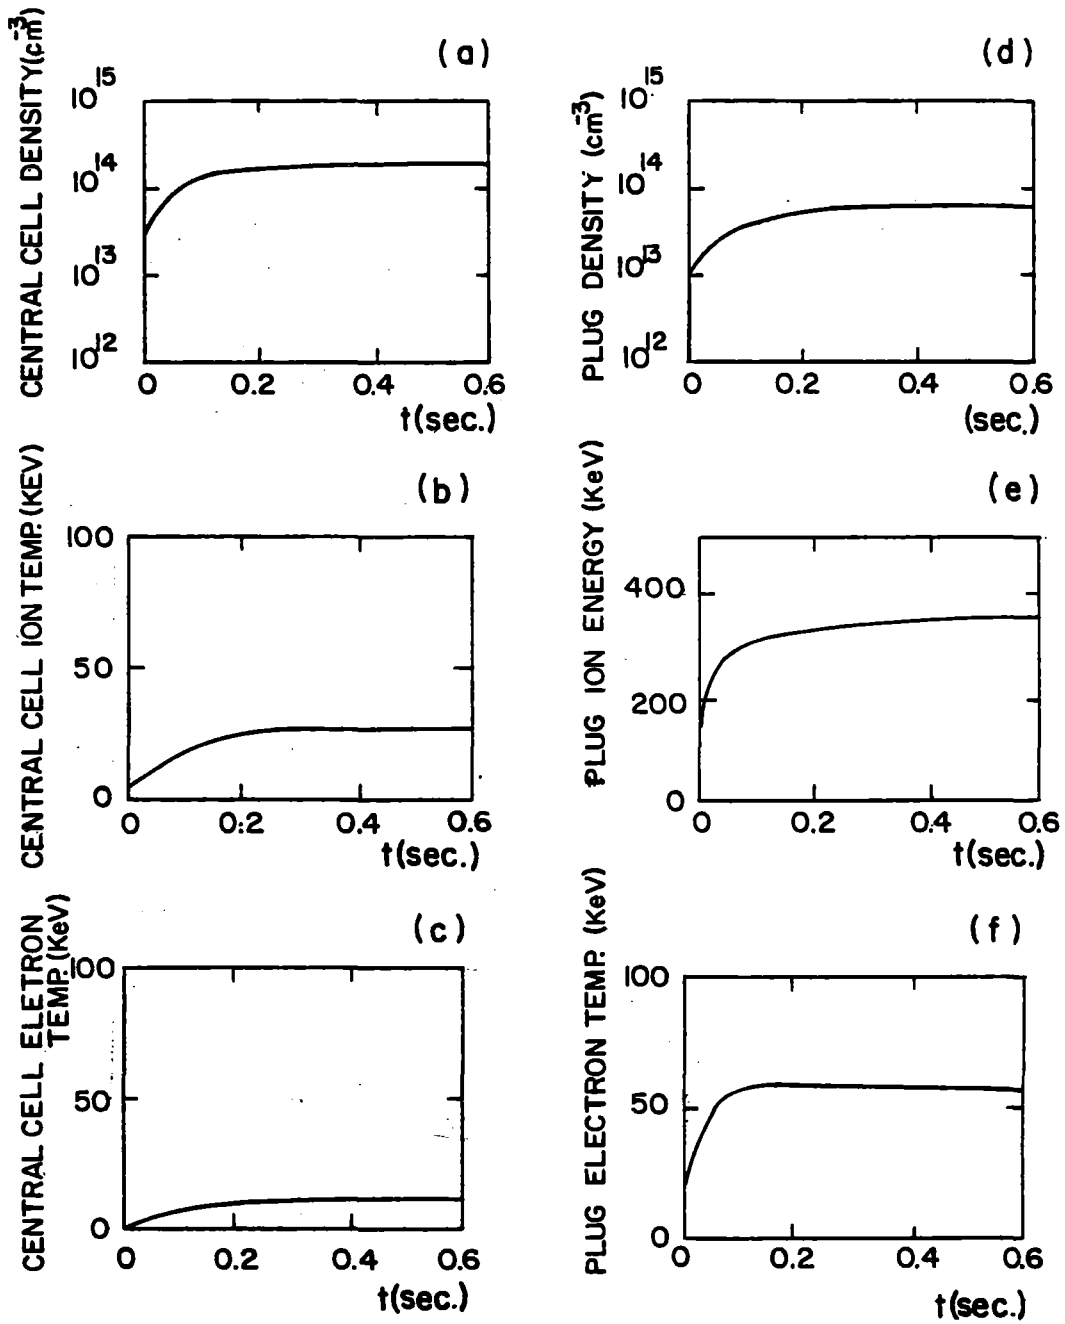 (a)
CENTRAL CELL DENSITY(cm⁻³)
10¹⁵
10¹⁴
10¹³
10¹²
0 0.2 0.4 0.6
t(sec.)
(d)
PLUG DENSITY (cm⁻³)
10¹⁵
10¹⁴
10¹³
10¹²
0 0.2 0.4 0.6
(sec.)
(b)
CENTRAL CELL ION TEMP. (KEV)
100
50
0
0 0.2 0.4 0.6
t(sec.)
(e)
PLUG ION ENERGY (KeV)
400
200
0
0 0.2 0.4 0.6
t(sec.)
(c)
CENTRAL CELL ELETRON
TEMP. (KeV)
100
50
0
0 0.2 0.4 0.6
t(sec.)
(f)
PLUG ELECTRON TEMP. (KeV)
100
50
0
0 0.2 0.4 0.6
t(sec.)